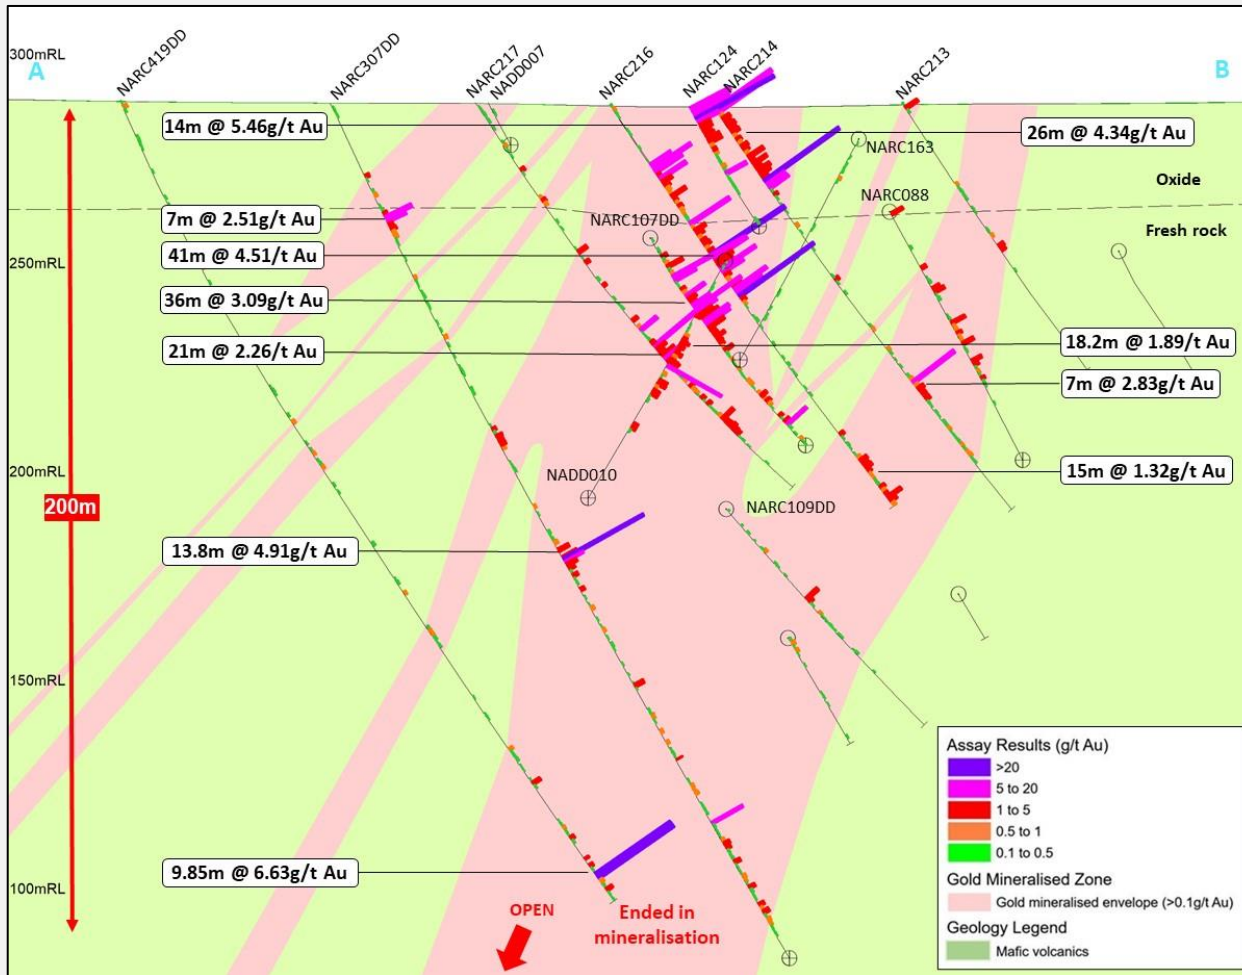 300mRL
A
NARC419DD
NARC307DD
NARC217
NADD007
NARC216
NARC124
NARC214
NARC213
B
14m @ 5.46g/t Au
26m @ 4.34g/t Au
NARC163
Oxide
7m @ 2.51g/t Au
NARC107DD
NARC088
Fresh rock
41m @ 4.51g/t Au
250mRL
36m @ 3.09g/t Au
18.2m @ 1.89g/t Au
21m @ 2.26g/t Au
7m @ 2.83g/t Au
200mRL
NADD010
15m @ 1.32g/t Au
200m
NARC109DD
13.8m @ 4.91g/t Au
150mRL
9.85m @ 6.63g/t Au
100mRL
OPEN
Ended in
mineralisation
Assay Results (g/t Au)
>20
5 to 20
1 to 5
0.5 to 1
0.1 to 0.5
Gold Mineralised Zone
Gold mineralised envelope (>0.1g/t Au)
Geology Legend
Mafic volcanics